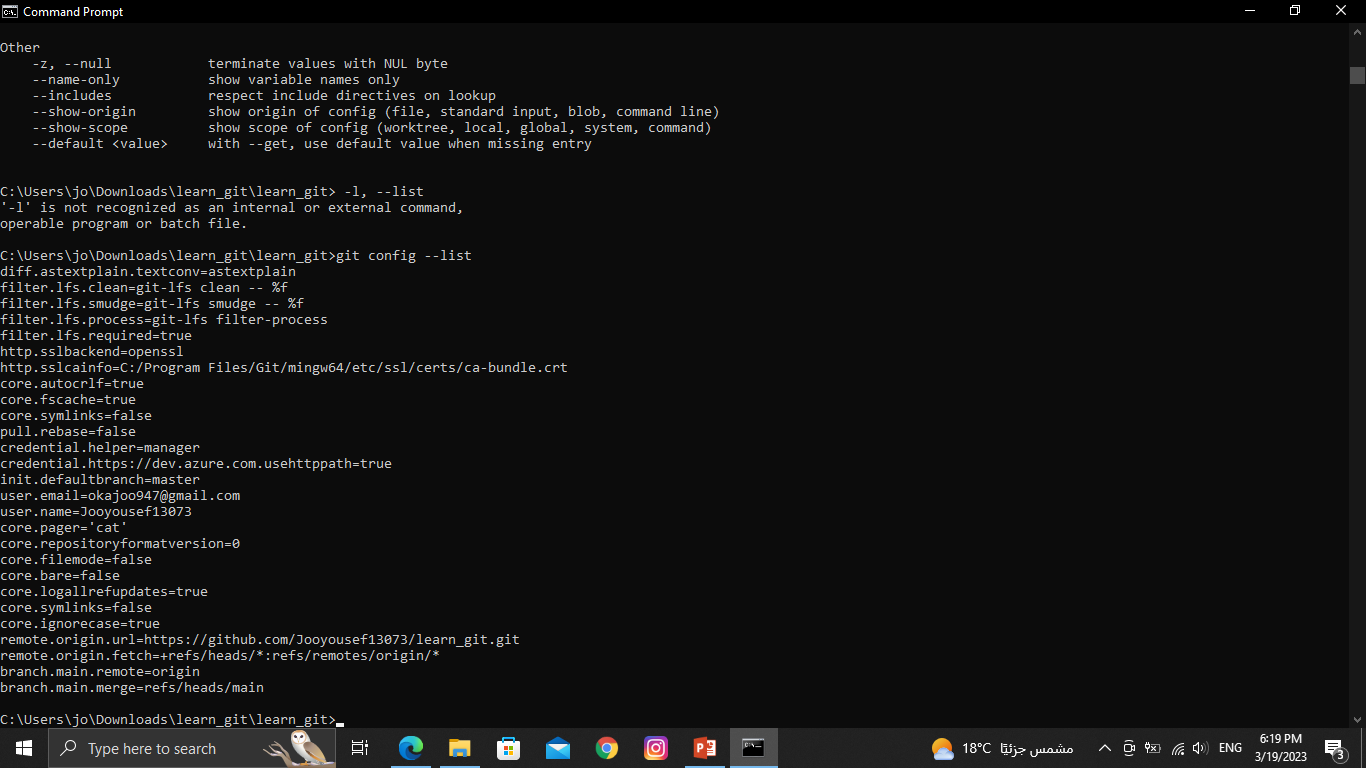 Command Prompt
Other
-z, --null terminate values with NUL byte
--name-only show variable names only
--includes respect include directives on lookup
--show-origin show origin of config (file, standard input, blob, command line)
--show-scope show scope of config (worktree, local, global, system, command)
--default <value> with --get, use default value when missing entry
C:\Users\jo\Downloads\learn_git\learn_git> -l, --list
'-l' is not recognized as an internal or external command,
operable program or batch file.
C:\Users\jo\Downloads\learn_git\learn_git>git config --list
diff.astextplain.textconv=astextplain
filter.lfs.clean=git-lfs clean -- %f
filter.lfs.smudge=git-lfs smudge -- %f
filter.lfs.process=git-lfs filter-process
filter.lfs.required=true
http.sslbackend=openssl
http.sslcainfo=C:/Program Files/Git/mingw64/etc/ssl/certs/ca-bundle.crt
core.autocrlf=true
core.fscache=true
core.symlinks=false
pull.rebase=false
credential.helper=manager
credential.https://dev.azure.com.usehttppath=true
init.defaultbranch=master
user.email=okajoo947@gmail.com
user.name=Jooyousef13073
core.pager='cat'
core.repositoryformatversion=0
core.filemode=false
core.bare=false
core.logallrefupdates=true
core.symlinks=false
core.ignorecase=true
remote.origin.url=https://github.com/Jooyousef13073/learn_git.git
remote.origin.fetch=+refs/heads/*:refs/remotes/origin/*
branch.main.remote=origin
branch.main.merge=refs/heads/main
C:\Users\jo\Downloads\learn_git\learn_git>
Type here to search
18°C مشمس جزئيًا
ENG
6:19 PM
3/19/2023
3